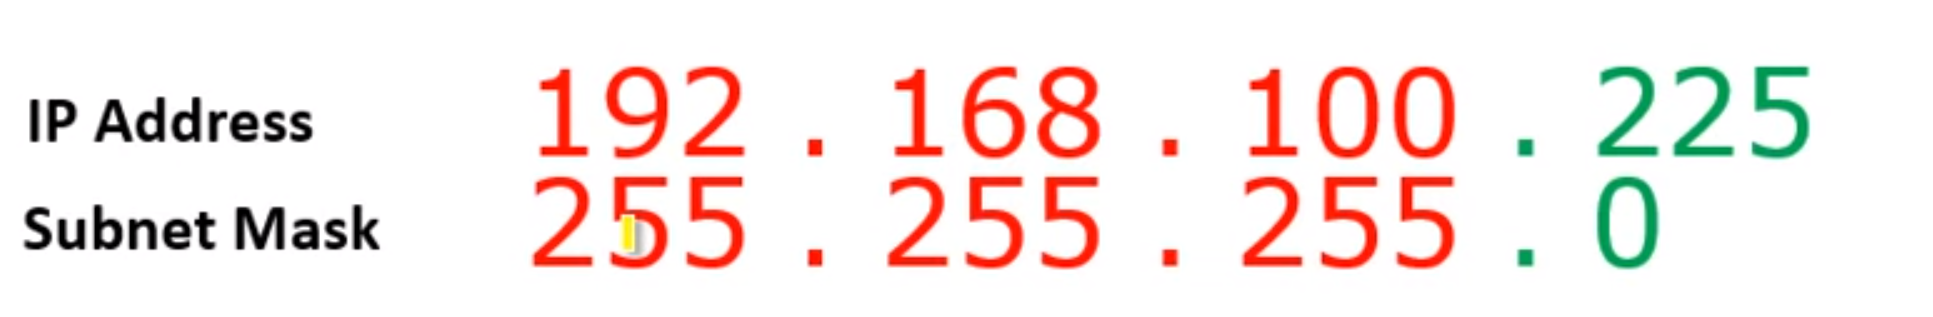 IP Address 192 . 168 . 100 . 225
Subnet Mask 255 . 255 . 255 . 0